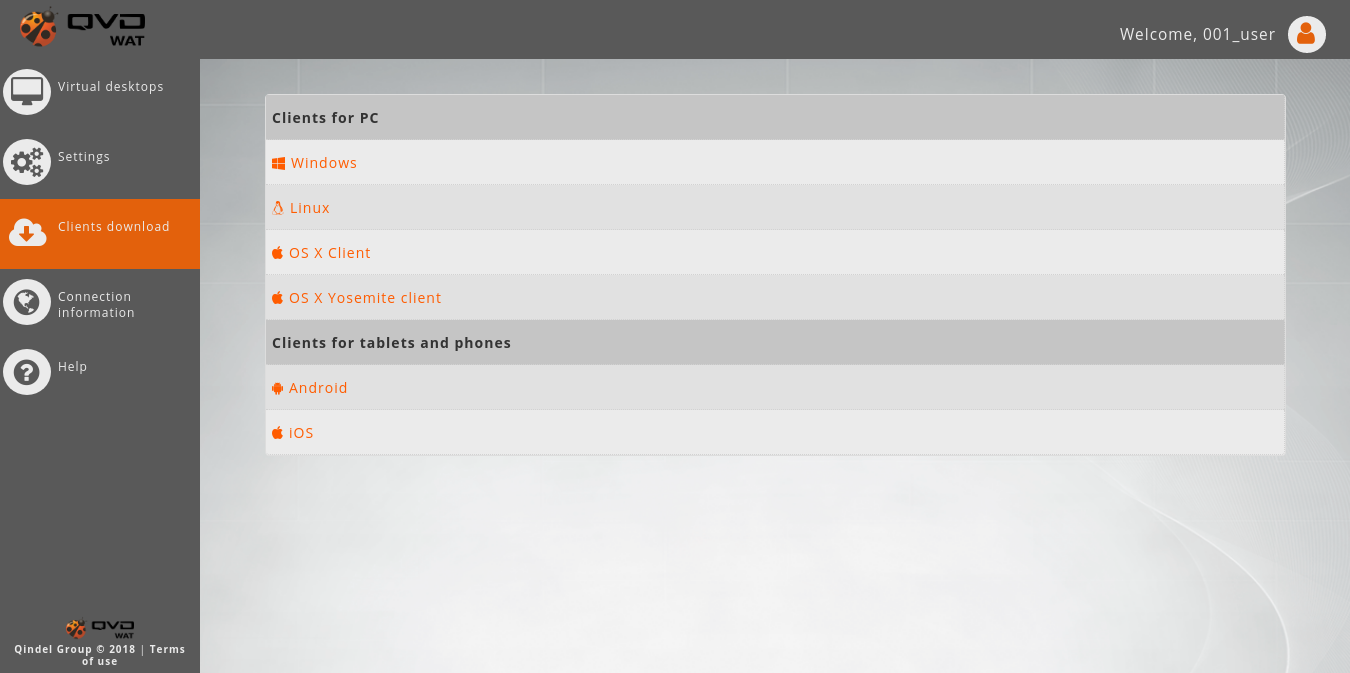 QVD
WAT
Welcome, 001_user
Virtual desktops
Settings
Clients download
Connection
information
Help
Clients for PC
Windows
Linux
OS X Client
OS X Yosemite client
Clients for tablets and phones
Android
iOS
QVD
WAT
Qindel Group © 2018 | Terms
of use